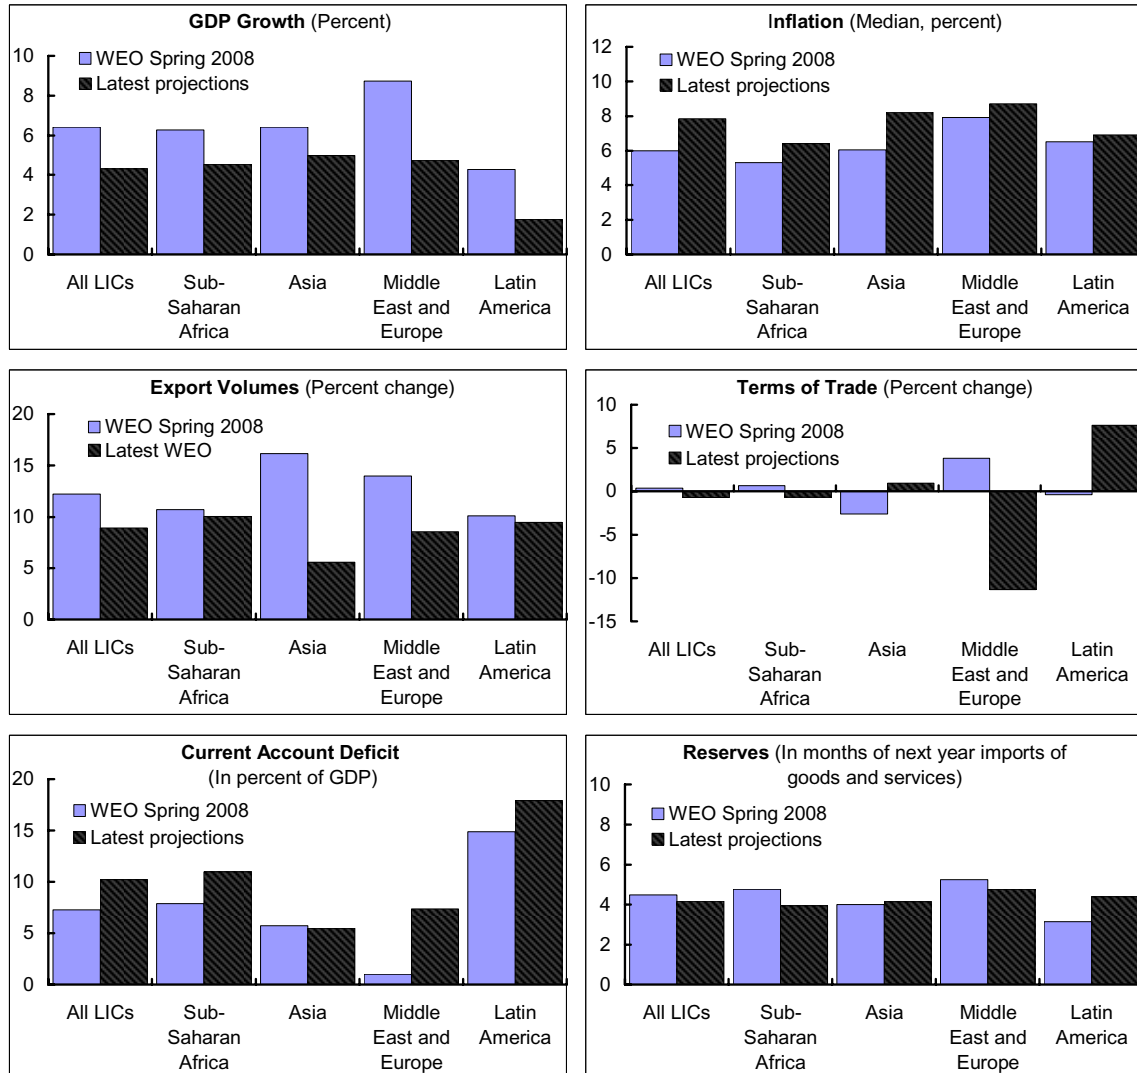 GDP Growth (Percent)
WEO Spring 2008
Latest projections
10
8
6
4
2
0
All LICs
Sub-
Saharan
Africa
Asia
Middle
East and
Europe
Latin
America
Inflation (Median, percent)
WEO Spring 2008
Latest projections
12
10
8
6
4
2
0
All LICs
Sub-
Saharan
Africa
Asia
Middle
East and
Europe
Latin
America
Export Volumes (Percent change)
WEO Spring 2008
Latest WEO
20
15
10
5
0
All LICs
Sub-
Saharan
Africa
Asia
Middle
East and
Europe
Latin
America
Terms of Trade (Percent change)
WEO Spring 2008
Latest projections
10
5
0
-5
-10
-15
All LICs
Sub-
Saharan
Africa
Asia
Middle
East and
Europe
Latin
America
Current Account Deficit
(In percent of GDP)
WEO Spring 2008
Latest projections
20
15
10
5
0
All LICs
Sub-
Saharan
Africa
Asia
Middle
East and
Europe
Latin
America
Reserves (In months of next year imports of
goods and services)
WEO Spring 2008
Latest projections
10
8
6
4
2
0
All LICs
Sub-
Saharan
Africa
Asia
Middle
East and
Europe
Latin
America